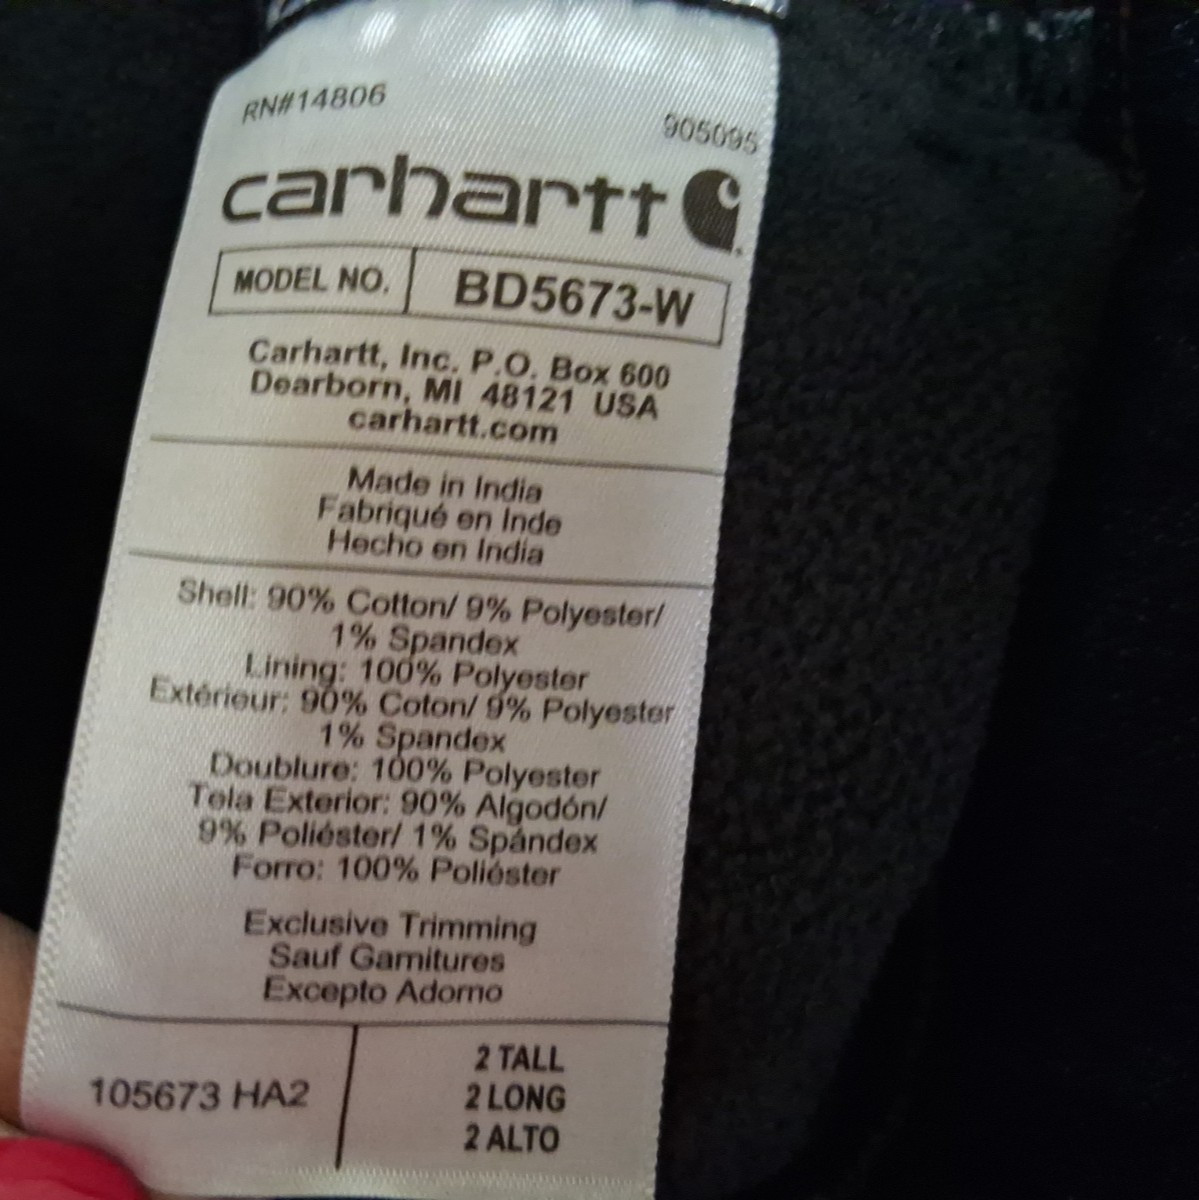 RN#14806
905095
carhartt
MODEL NO. BD5673-W
Carhartt, Inc. P.O. Box 600
Dearborn, MI 48121 USA
carhartt.com
Made in India
Fabriqué en Inde
Hecho en India
Shell: 90% Cotton/ 9% Polyester/
1% Spandex
Lining: 100% Polyester
Extérieur: 90% Coton/ 9% Polyester
1% Spandex
Doublure: 100% Polyester
Tela Exterior: 90% Algodón/
9% Poliéster/ 1% Spándex
Forro: 100% Poliéster
Exclusive Trimming
Sauf Garnitures
Excepto Adorno
105673 HA2
2 TALL
2 LONG
2 ALTO